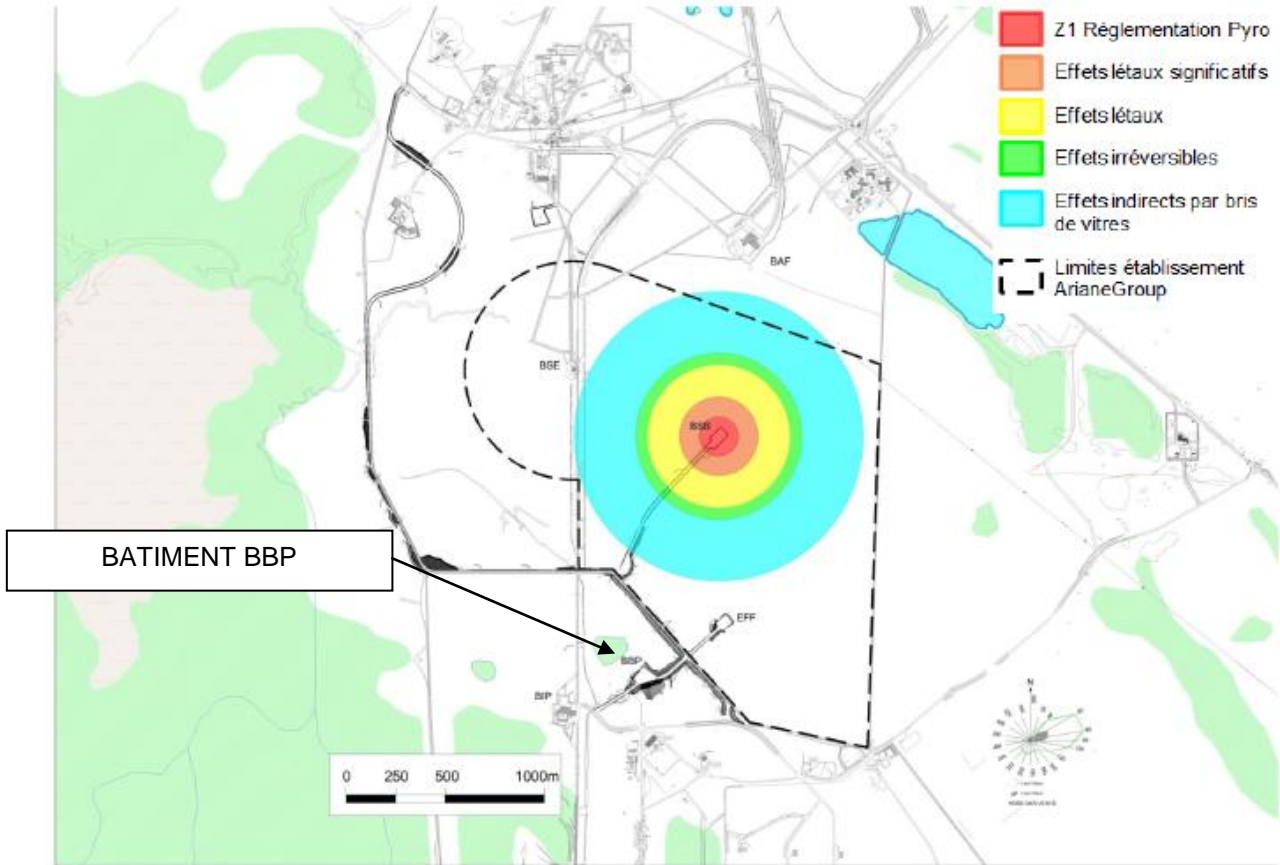 Z1 Réglementation Pyro
Effets létaux significatifs
Effets létaux
Effets irréversibles
Effets indirects par bris
de vitres
Limites établissement
ArianeGroup
BAF
BSE
BSB
BATIMENT BBP
EFF
BBP
BIP
0 250 500 1000m
N